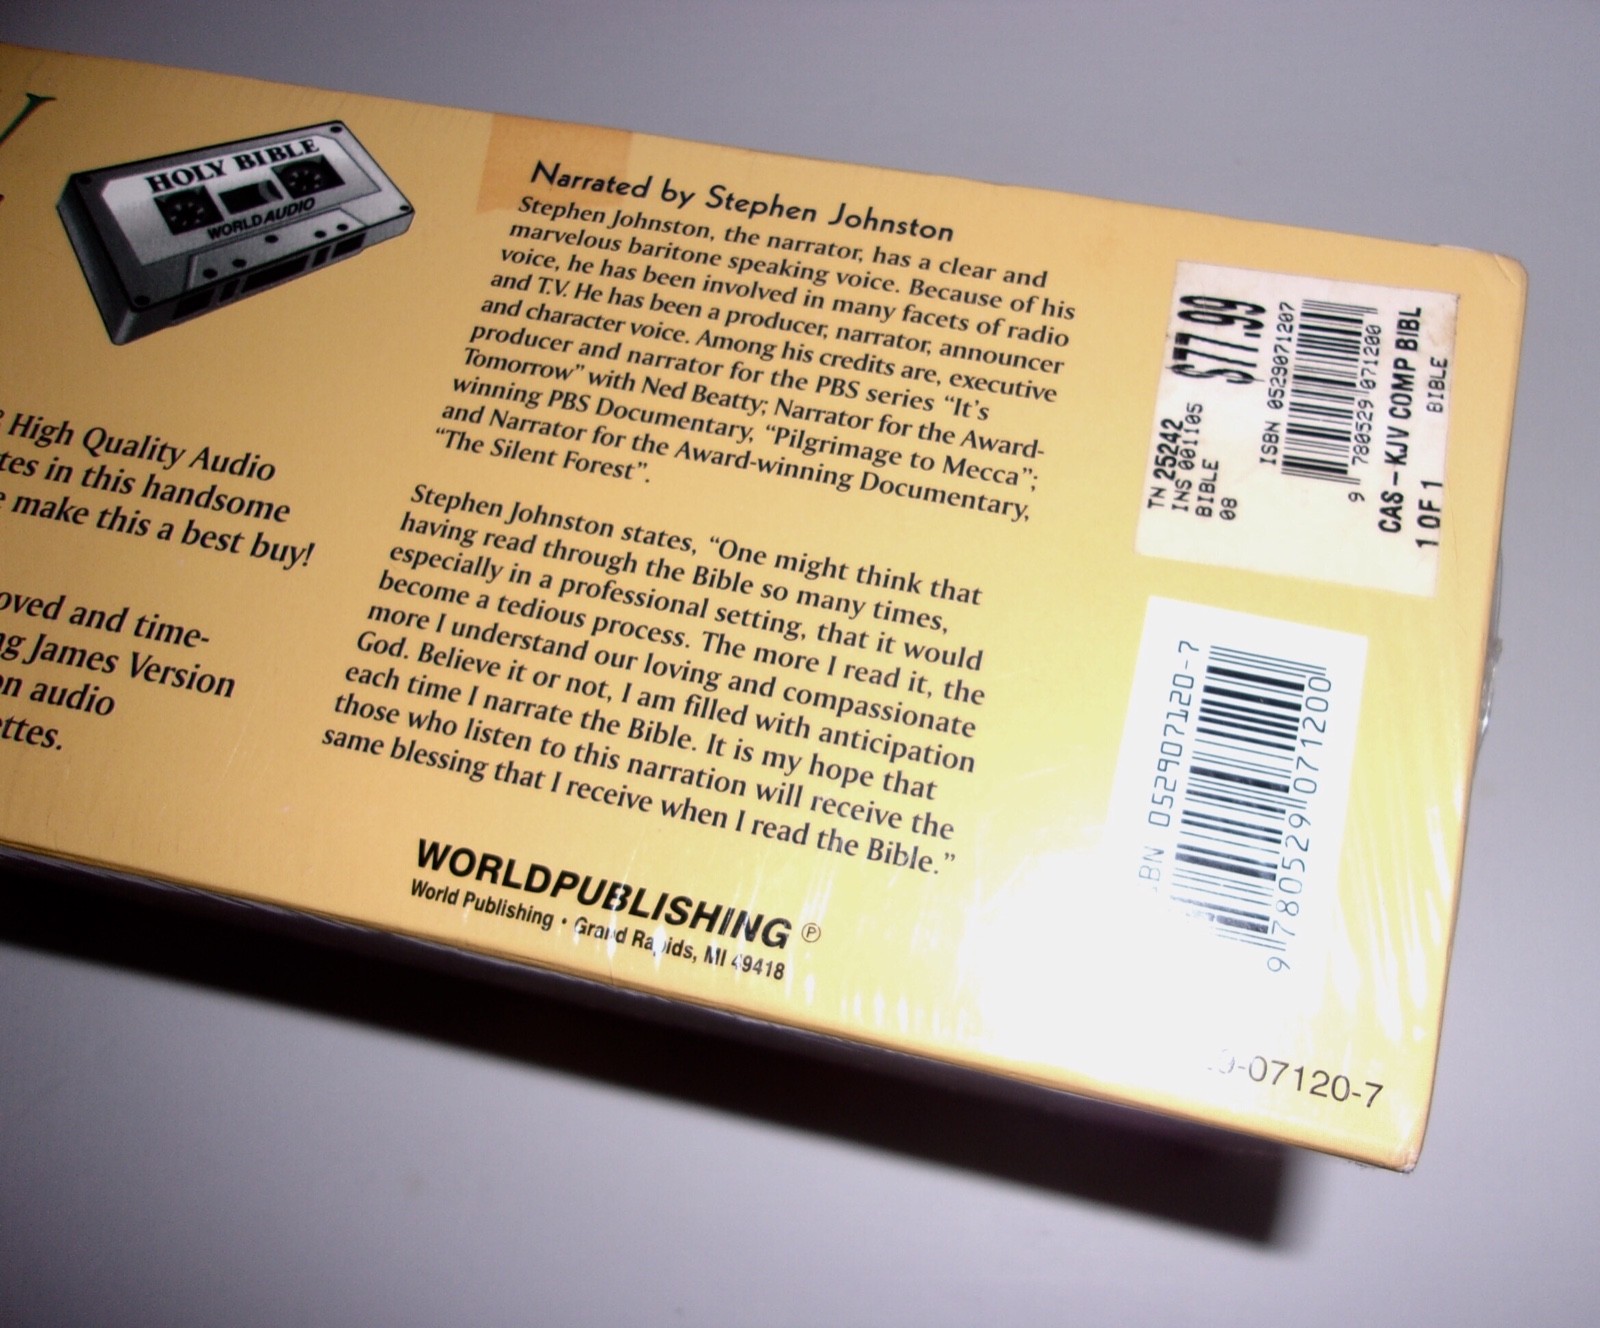 HOLY BIBLE
WORLD AUDIO
High Quality Audio
in this handsome
make this a best buy!
and time-
James Version
audio
Narrated by Stephen Johnston
Stephen Johnston, the narrator, has a clear and
marvelous baritone speaking voice. Because of his
voice, he has been involved in many facets of radio
and T.V. He has been a producer, narrator, announcer
and character voice. Among his credits are, executive
producer and narrator for the PBS series “It’s
Tomorrow” with Ned Beatty; Narrator for the Award-
winning PBS Documentary, “Pilgrimage to Mecca”;
and Narrator for the Award-winning Documentary,
“The Silent Forest”.
Stephen Johnston states, “One might think that
having read through the Bible so many times,
especially in a professional setting, that it would
become a tedious process. The more I read it, the
more I understand our loving and compassionate
God. Believe it or not, I am filled with anticipation
each time I narrate the Bible. It is my hope that
those who listen to this narration will receive the
same blessing that I receive when I read the Bible.”
WORLDPUBLISHING ℗
World Publishing • Grand Rapids, MI 49418
TN 25242
INS 001105
BIBLE
08
$77.99
ISBN 0529071207
9 780529 071200
CAS-KJV COMP BIBL
1 OF 1 BIBLE
052907120-7
9 780529 071200
-07120-7